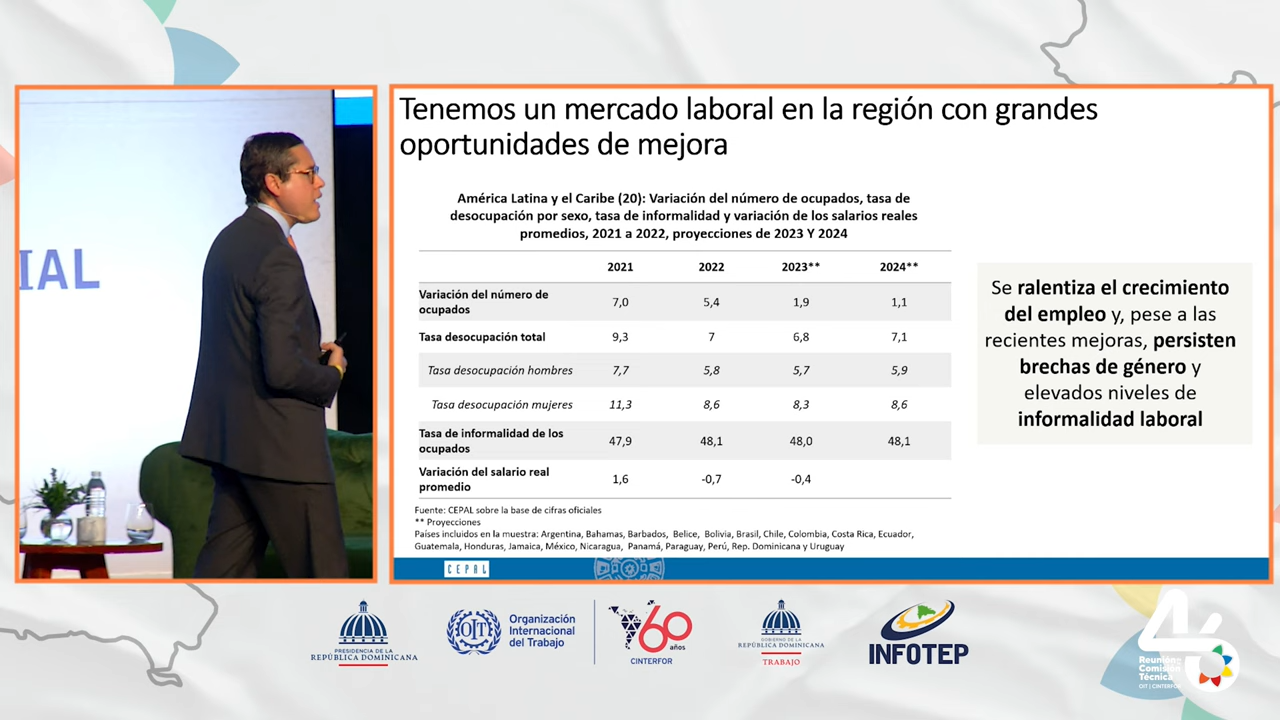 Tenemos un mercado laboral en la región con grandes
oportunidades de mejora
IAL
América Latina y el Caribe (20): Variación del número de ocupados, tasa de
desocupación por sexo, tasa de informalidad y variación de los salarios reales
promedios, 2021 a 2022, proyecciones de 2023 Y 2024
2021 2022 2023** 2024**
Variación del número de
ocupados 7,0 5,4 1,9 1,1
Tasa desocupación total 9,3 7 6,8 7,1
Tasa desocupación hombres 7,7 5,8 5,7 5,9
Tasa desocupación mujeres 11,3 8,6 8,3 8,6
Tasa de informalidad de los
ocupados 47,9 48,1 48,0 48,1
Variación del salario real
promedio 1,6 -0,7 -0,4
Fuente: CEPAL sobre la base de cifras oficiales
** Proyecciones
Países incluidos en la muestra: Argentina, Bahamas, Barbados, Belice, Bolivia, Brasil, Chile, Colombia, Costa Rica, Ecuador,
Guatemala, Honduras, Jamaica, México, Nicaragua, Panamá, Paraguay, Perú, Rep. Dominicana y Uruguay
Se ralentiza el crecimiento
del empleo y, pese a las
recientes mejoras, persisten
brechas de género y
elevados niveles de
informalidad laboral
CEPAL
PRESIDENCIA DE LA
REPÚBLICA DOMINICANA
OIT
Organización
Internacional
del Trabajo
60
años
CINTERFOR
GOBIERNO DE LA
REPÚBLICA DOMINICANA
TRABAJO
INFOTEP
46
Reunión
Comisión
Técnica
OIT | CINTERFOR